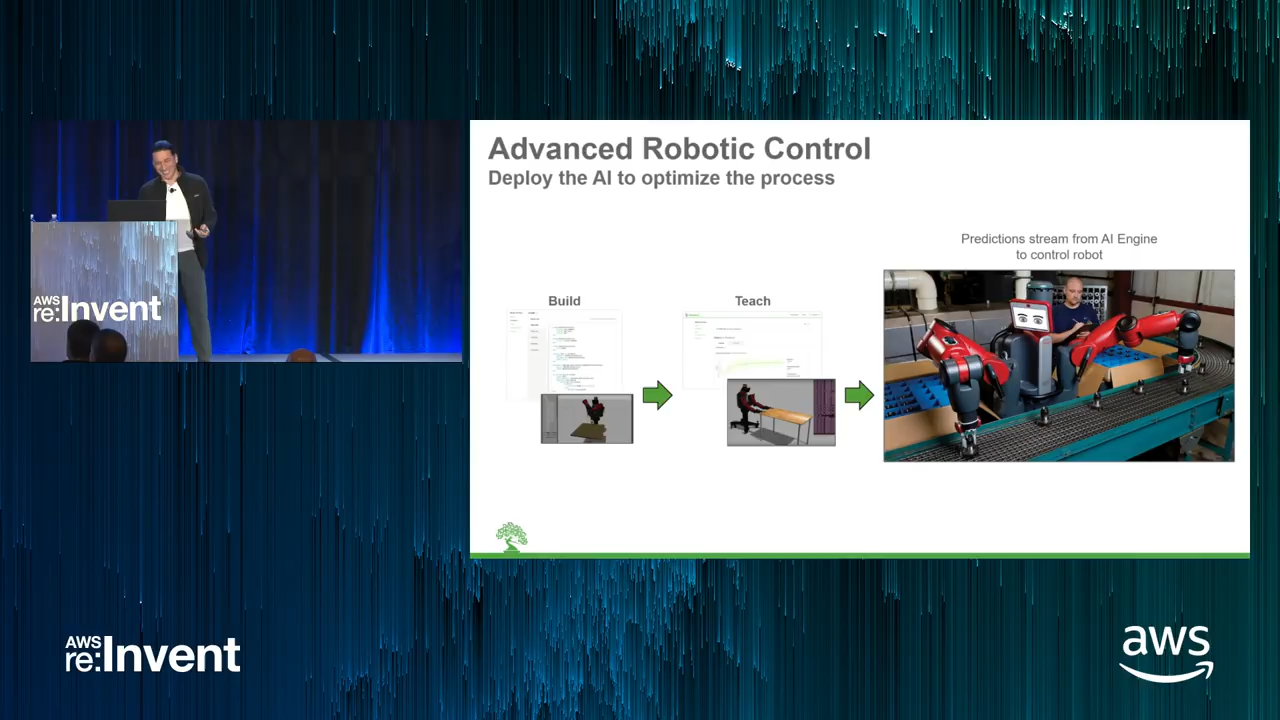 Advanced Robotic Control
Deploy the AI to optimize the process
Predictions stream from AI Engine
to control robot
Build
Teach
AWS
re:Invent
AWS
re:Invent
aws